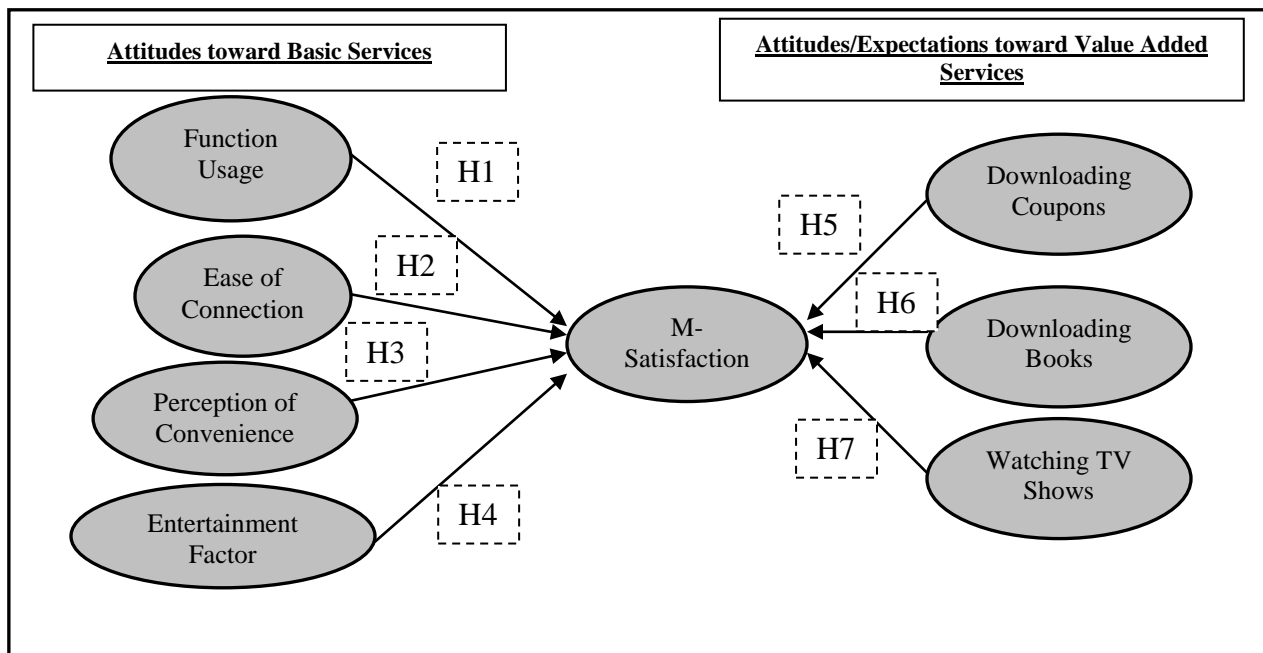 Attitudes toward Basic Services
Attitudes/Expectations toward Value Added
Services
Function
Usage
H1
Ease of
Connection
H2
H3
Perception of
Convenience
Entertainment
Factor
H4
M-
Satisfaction
H5
Downloading
Coupons
H6
Downloading
Books
H7
Watching TV
Shows